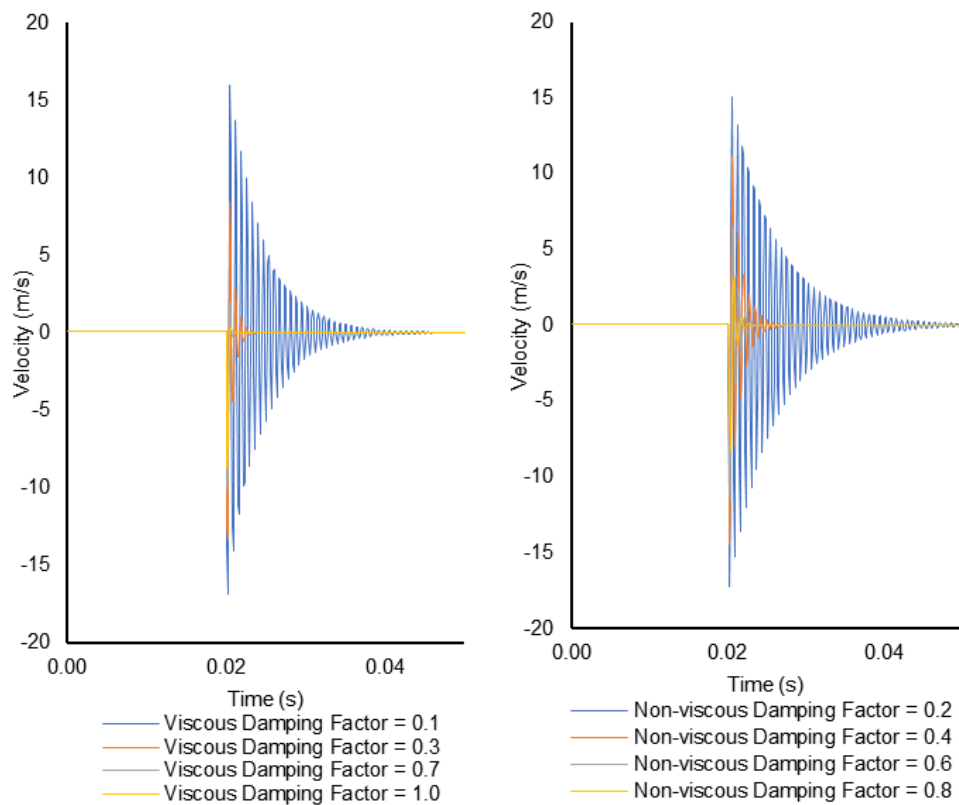 20
15
10
5
0
-5
-10
-15
-20
Velocity (m/s)
0.00
0.02
0.04
Time (s)
Viscous Damping Factor = 0.1
Viscous Damping Factor = 0.3
Viscous Damping Factor = 0.7
Viscous Damping Factor = 1.0
20
15
10
5
0
-5
-10
-15
-20
Velocity (m/s)
0.00
0.02
0.04
Time (s)
Non-viscous Damping Factor = 0.2
Non-viscous Damping Factor = 0.4
Non-viscous Damping Factor = 0.6
Non-viscous Damping Factor = 0.8